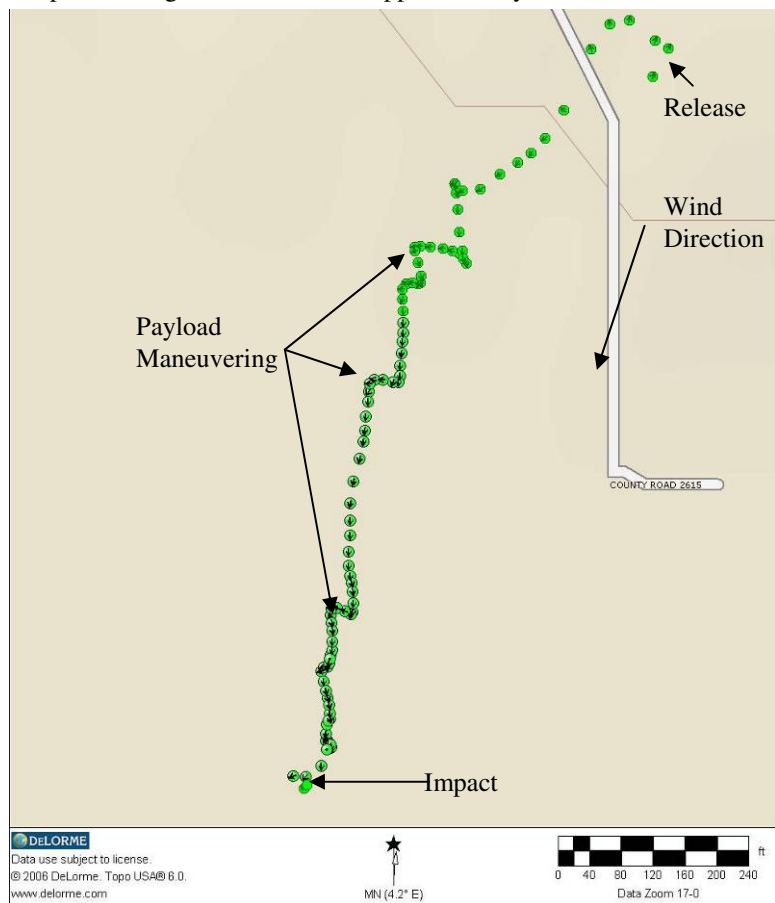 Release
Wind
Direction
Payload
Maneuvering
COUNTY ROAD 2615
Impact
DELORME
Data use subject to license.
© 2006 DeLorme. Topo USA® 6.0.
www.delorme.com
MN (4.2° E)
ft
0 40 80 120 160 200 240
Data Zoom 17-0